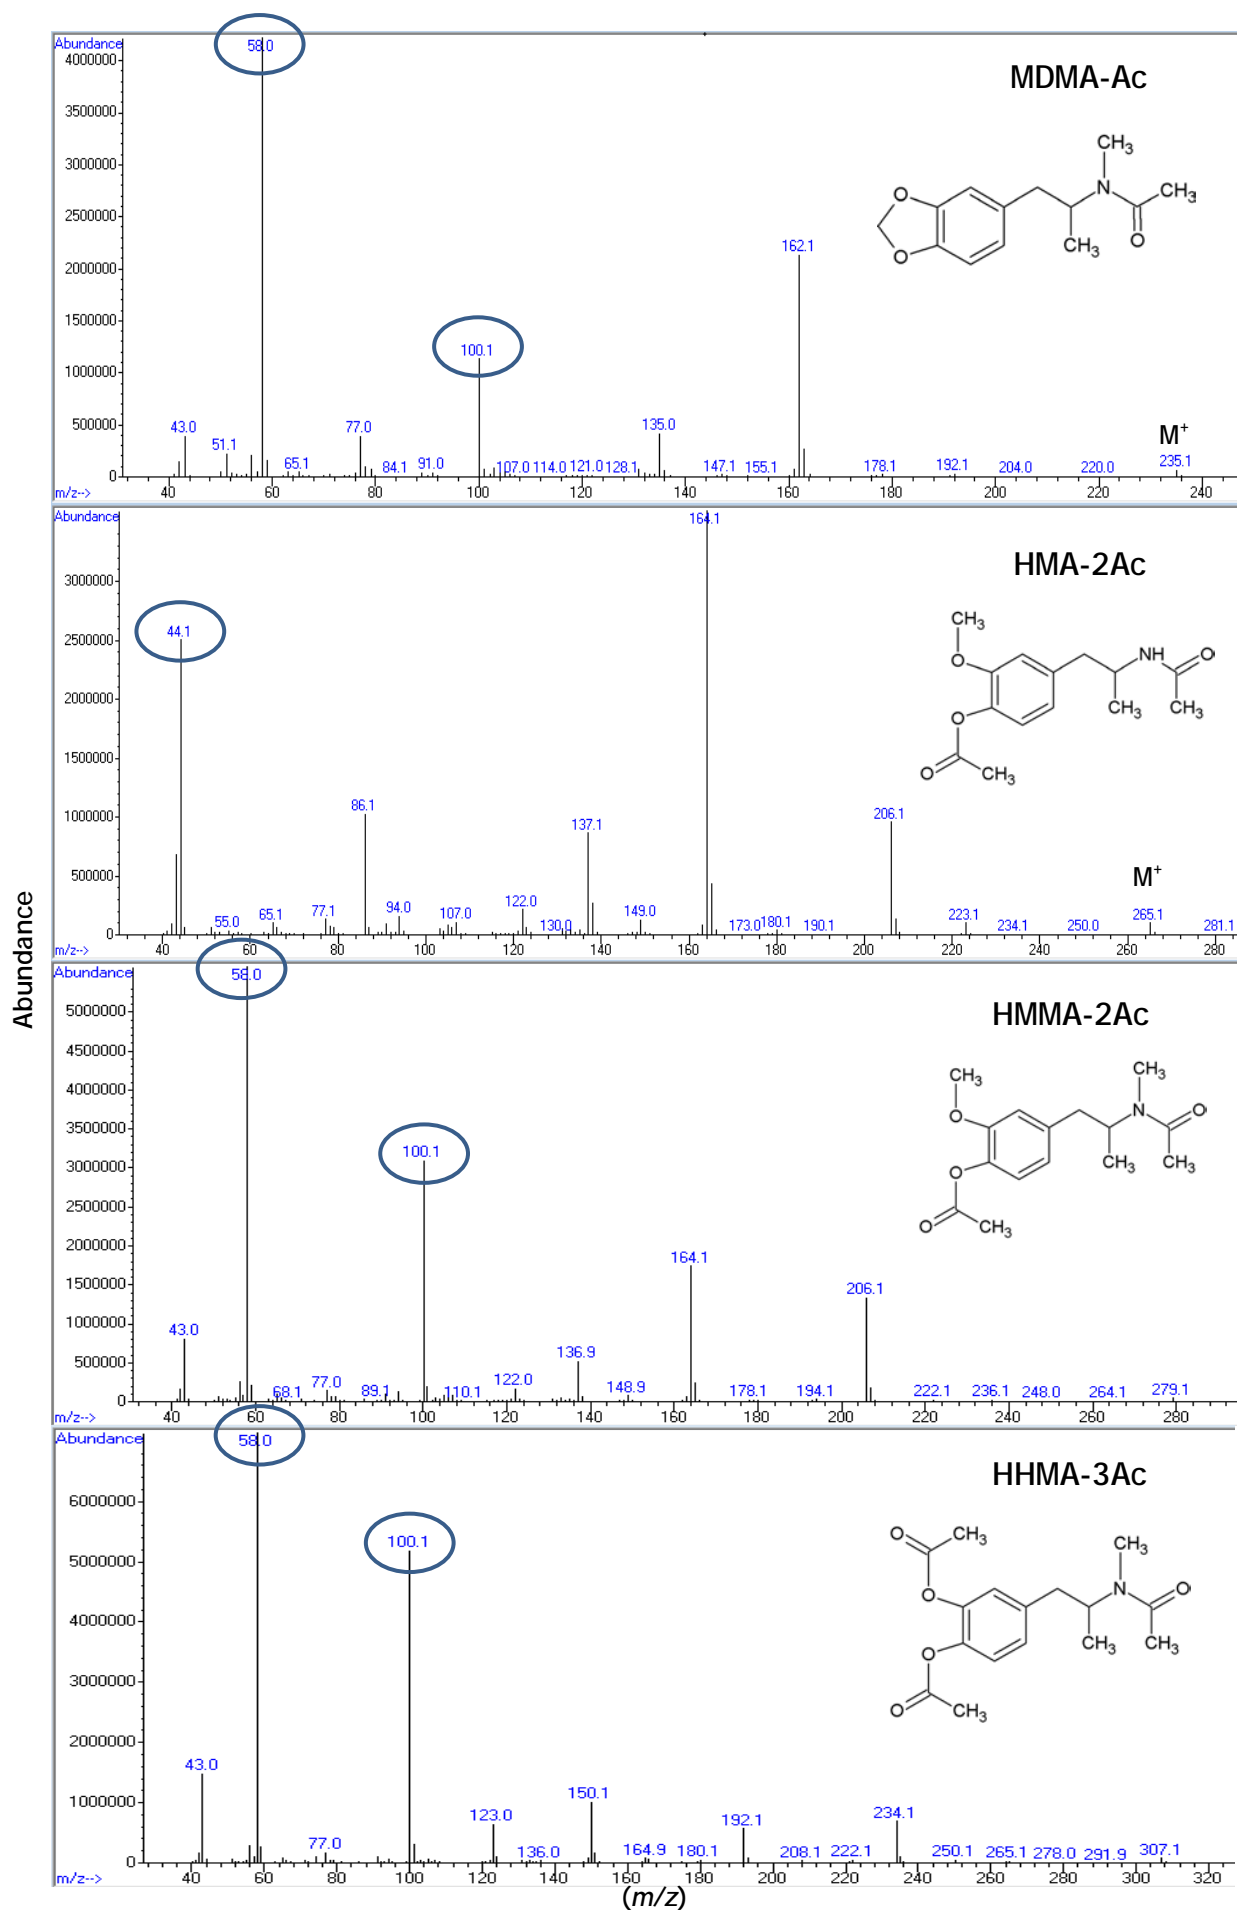 Abundance
58.0
4000000
MDMA-Ac
3500000
3000000
2500000
2000000
1500000
1000000
500000
0
162.1
100.1
43.0
51.1
65.1
77.0
84.1
91.0
107.0
114.0
121.0
128.1
135.0
147.1
155.1
178.1
192.1
204.0
220.0
M+
235.1
40 60 80 100 120 140 160 180 200 220 240
m/z-->
CH3
N
CH3
O
O
CH3
O
Abundance
164.1
3000000
HMA-2Ac
2500000
2000000
1500000
1000000
500000
0
44.1
86.1
137.1
206.1
55.0
65.1
77.1
94.0
107.0
122.0
130.0
149.0
173.0
180.1
190.1
223.1
234.1
250.0
M+
265.1
281.1
40 60 80 100 120 140 160 180 200 220 240 260 280
m/z-->
CH3
O
NH
O
CH3
CH3
O
O
CH3
Abundance
58.0
5000000
HMMA-2Ac
4500000
4000000
3500000
3000000
2500000
2000000
1500000
1000000
500000
0
100.1
164.1
206.1
43.0
68.1
77.0
89.1
110.1
122.0
136.9
148.9
178.1
194.1
222.1
236.1
248.0
264.1
279.1
40 60 80 100 120 140 160 180 200 220 240 260 280
m/z-->
CH3
CH3
O
N
O
CH3
CH3
O
O
CH3
Abundance
58.0
HHMA-3Ac
6000000
5000000
4000000
3000000
2000000
1000000
0
100.1
43.0
77.0
123.0
136.0
150.1
164.9
180.1
192.1
208.1
222.1
234.1
250.1
265.1
278.0
291.9
307.1
40 60 80 100 120 140 160 180 200 220 240 260 280 300 320
m/z-->
O
CH3
CH3
O
N
O
CH3
CH3
O
O
CH3
Abundance
(m/z)